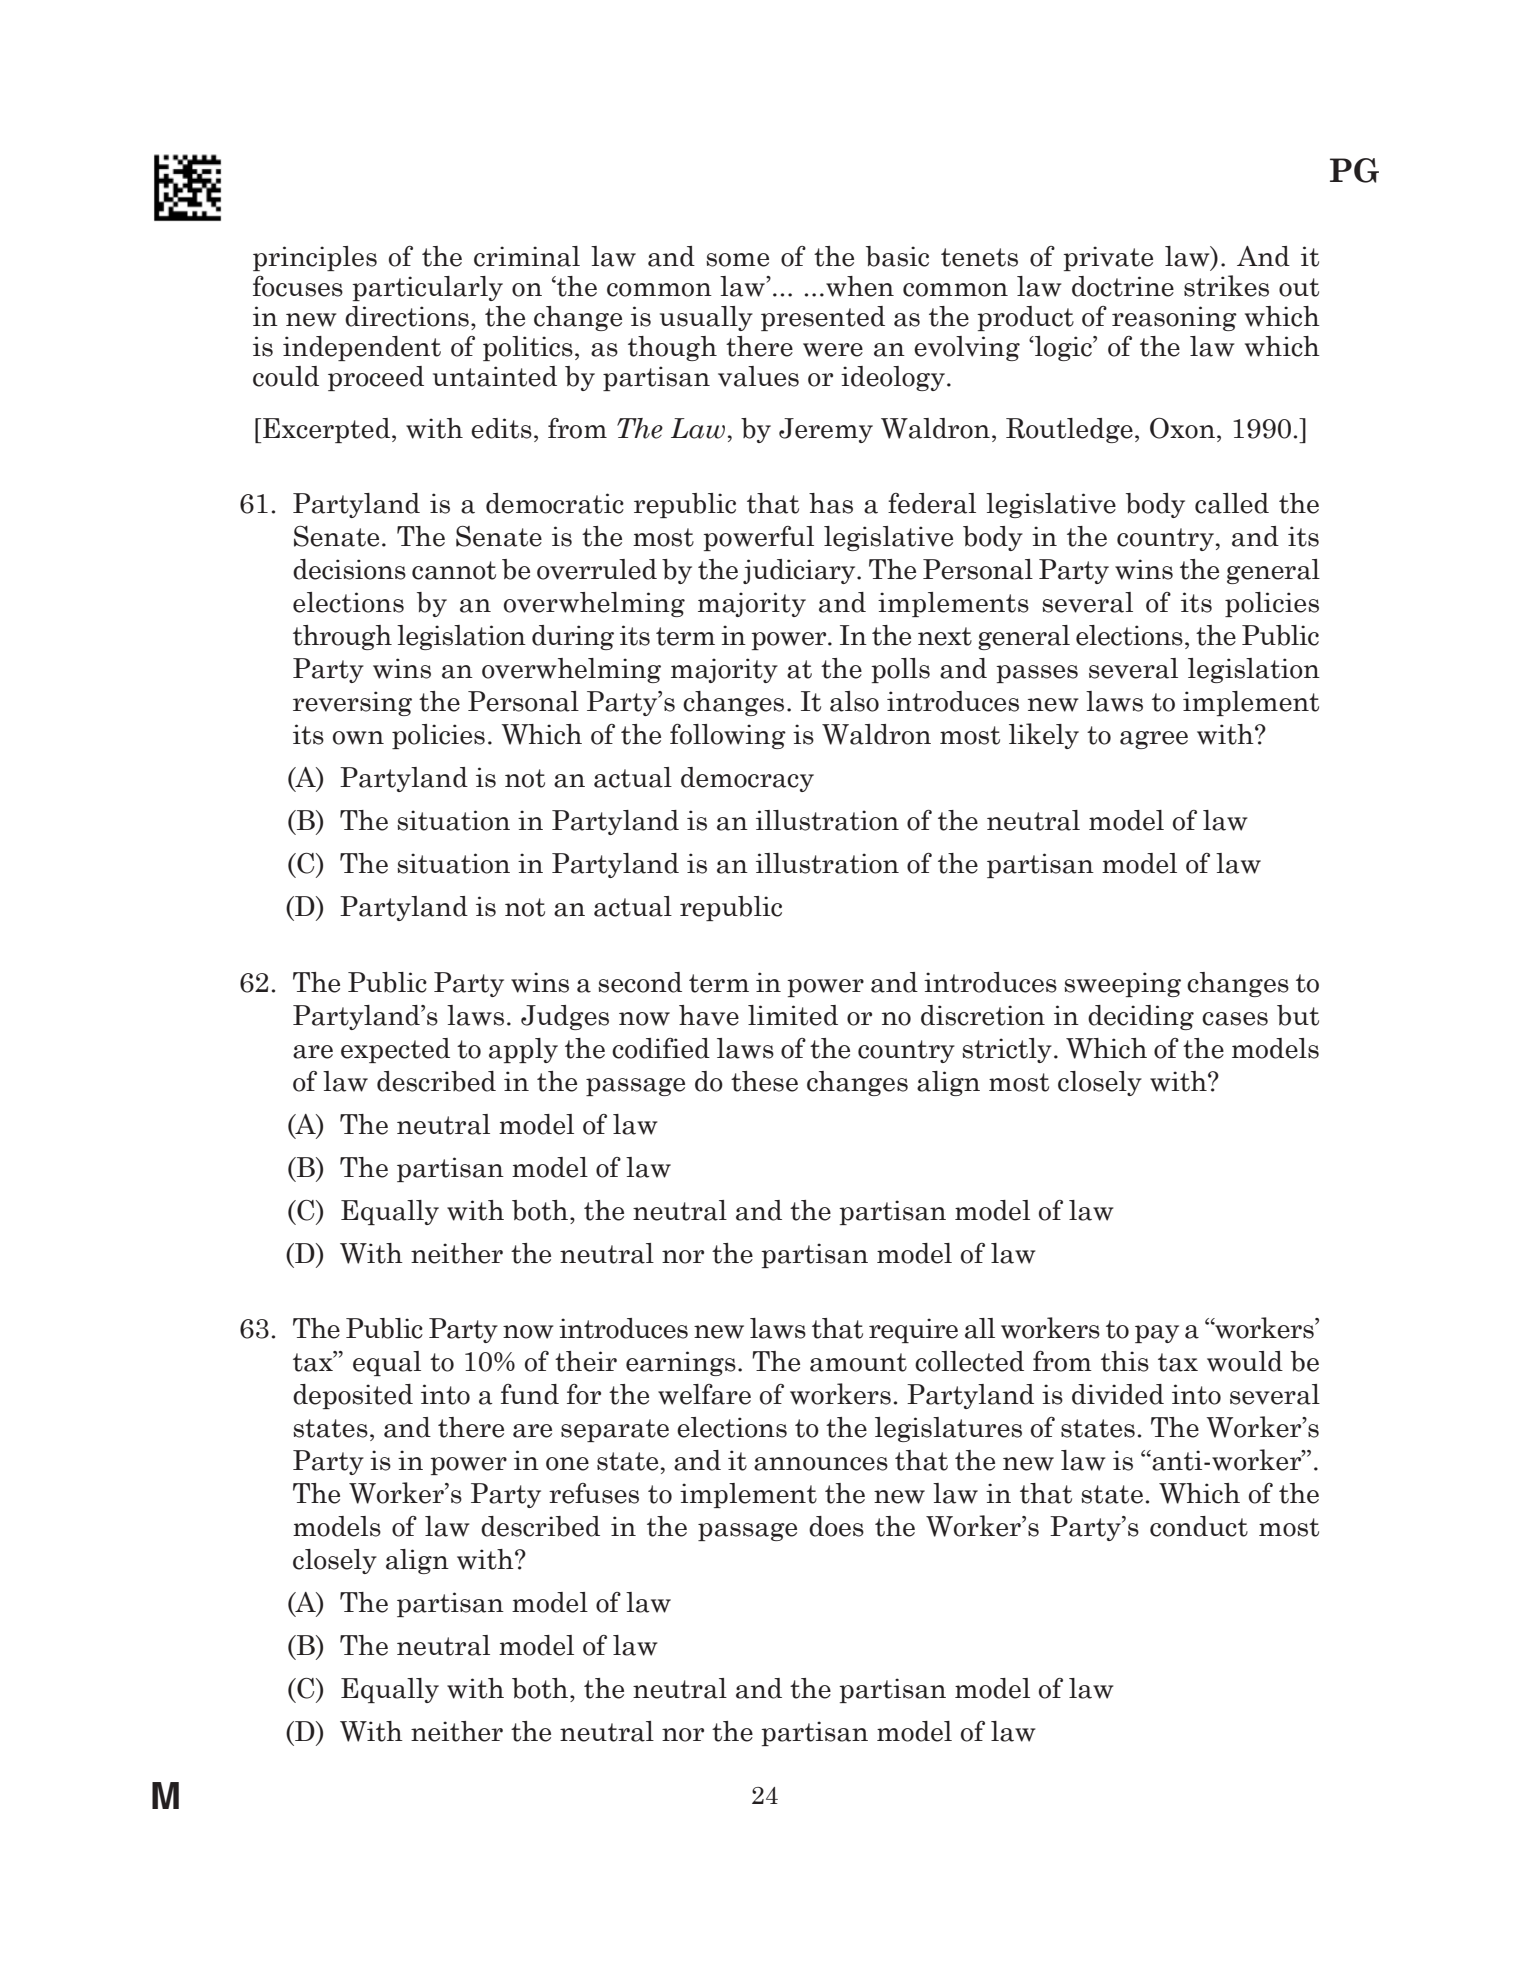 PG
principles of the criminal law and some of the basic tenets of private law). And it
focuses particularly on ‘the common law’... ...when common law doctrine strikes out
in new directions, the change is usually presented as the product of reasoning which
is independent of politics, as though there were an evolving ‘logic’ of the law which
could proceed untainted by partisan values or ideology.
[Excerpted, with edits, from The Law, by Jeremy Waldron, Routledge, Oxon, 1990.]
61. Partyland is a democratic republic that has a federal legislative body called the
Senate. The Senate is the most powerful legislative body in the country, and its
decisions cannot be overruled by the judiciary. The Personal Party wins the general
elections by an overwhelming majority and implements several of its policies
through legislation during its term in power. In the next general elections, the Public
Party wins an overwhelming majority at the polls and passes several legislation
reversing the Personal Party’s changes. It also introduces new laws to implement
its own policies. Which of the following is Waldron most likely to agree with?
(A) Partyland is not an actual democracy
(B) The situation in Partyland is an illustration of the neutral model of law
(C) The situation in Partyland is an illustration of the partisan model of law
(D) Partyland is not an actual republic
62. The Public Party wins a second term in power and introduces sweeping changes to
Partyland’s laws. Judges now have limited or no discretion in deciding cases but
are expected to apply the codified laws of the country strictly. Which of the models
of law described in the passage do these changes align most closely with?
(A) The neutral model of law
(B) The partisan model of law
(C) Equally with both, the neutral and the partisan model of law
(D) With neither the neutral nor the partisan model of law
63. The Public Party now introduces new laws that require all workers to pay a “workers’
tax” equal to 10% of their earnings. The amount collected from this tax would be
deposited into a fund for the welfare of workers. Partyland is divided into several
states, and there are separate elections to the legislatures of states. The Worker’s
Party is in power in one state, and it announces that the new law is “anti-worker”.
The Worker’s Party refuses to implement the new law in that state. Which of the
models of law described in the passage does the Worker’s Party’s conduct most
closely align with?
(A) The partisan model of law
(B) The neutral model of law
(C) Equally with both, the neutral and the partisan model of law
(D) With neither the neutral nor the partisan model of law
M 24